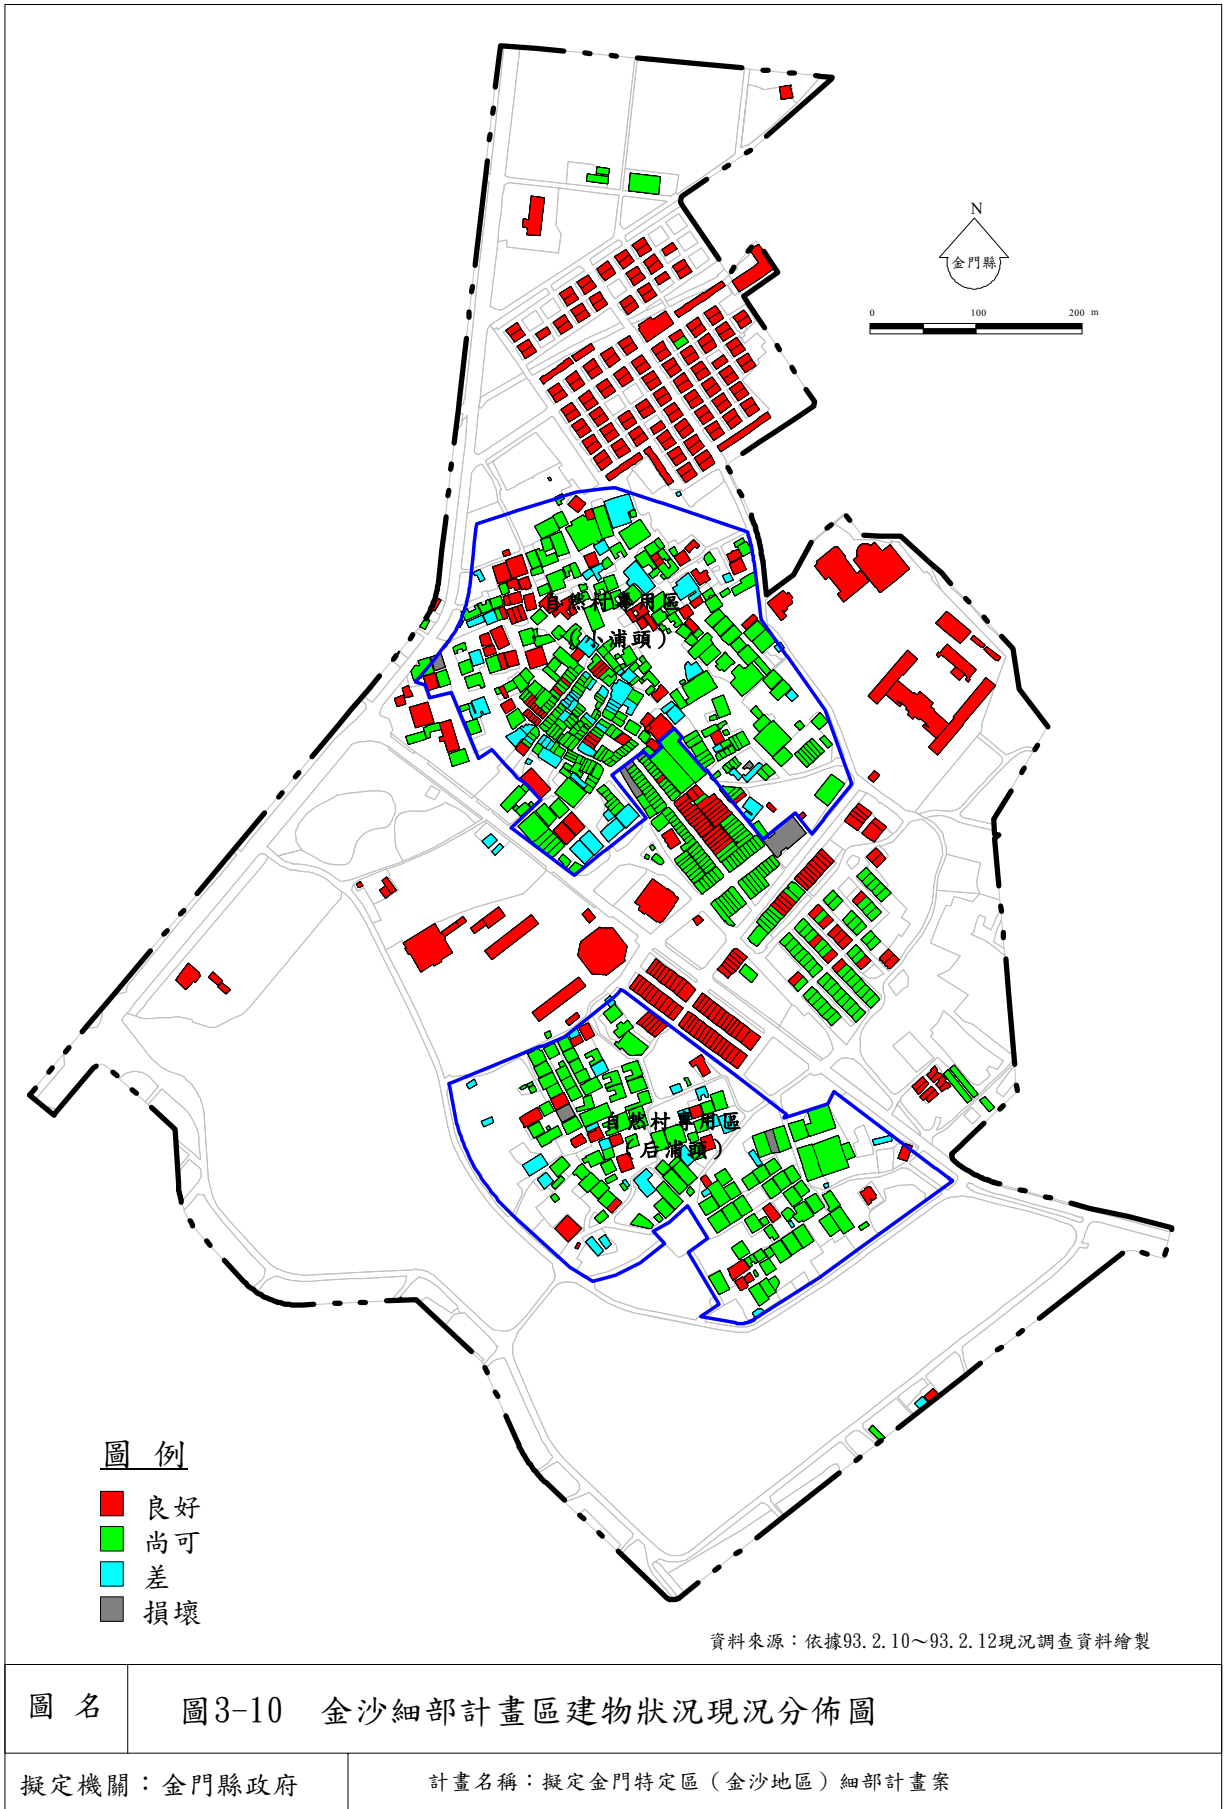 N
金門縣
0 100 200 m
自然村專用區
(小浦頭)
自然村專用區
(后浦頭)
圖 例
良好
尚可
差
損壞
資料來源：依據93.2.10～93.2.12現況調查資料繪製
圖 名
圖3-10 金沙細部計畫區建物狀況現況分佈圖
擬定機關：金門縣政府
計畫名稱：擬定金門特定區（金沙地區）細部計畫案